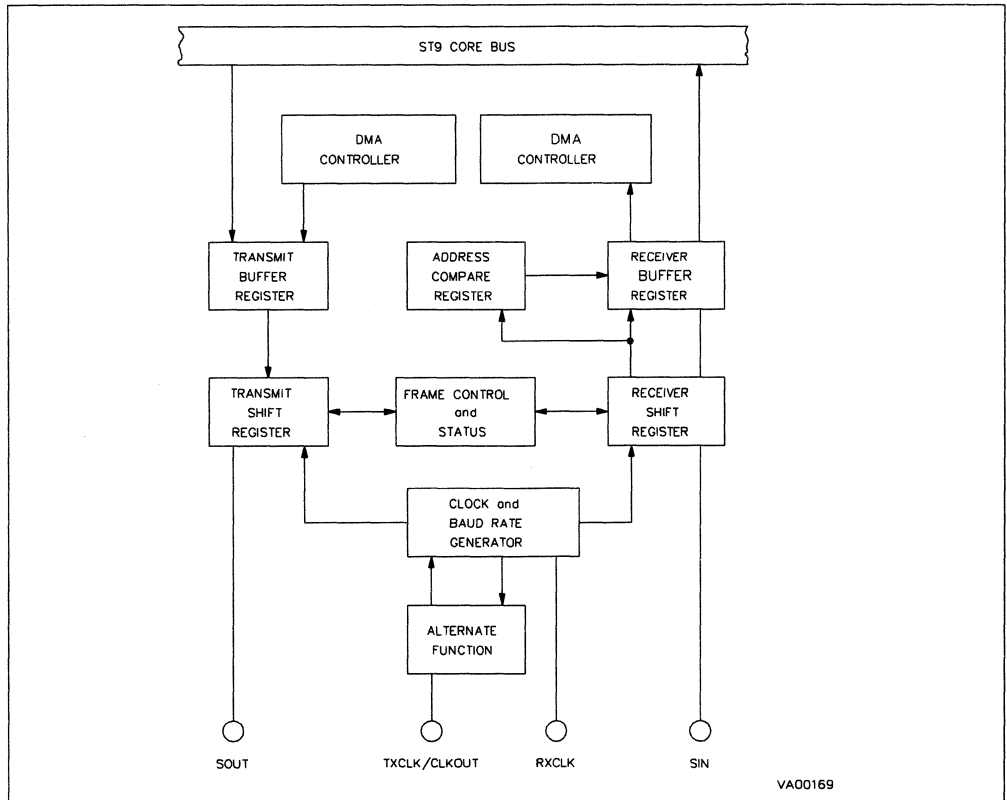 ST9 CORE BUS
DMA
CONTROLLER
DMA
CONTROLLER
TRANSMIT
BUFFER
REGISTER
ADDRESS
COMPARE
REGISTER
RECEIVER
BUFFER
REGISTER
TRANSMIT
SHIFT
REGISTER
FRAME CONTROL
and
STATUS
RECEIVER
SHIFT
REGISTER
CLOCK and
BAUD RATE
GENERATOR
ALTERNATE
FUNCTION
SOUT
TXCLK/CLKOUT
RXCLK
SIN
VA00169